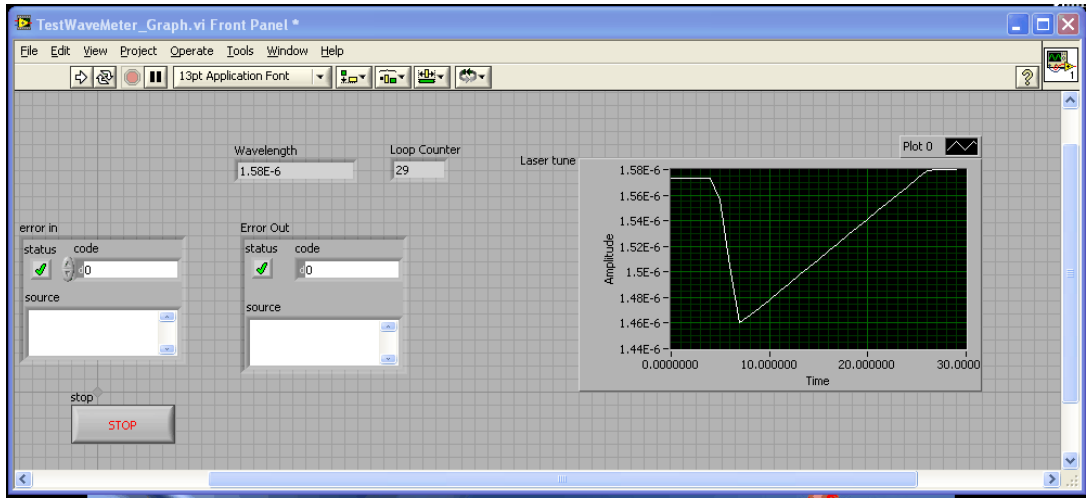 TestWaveMeter_Graph.vi Front Panel *
File Edit View Project Operate Tools Window Help
13pt Application Font
?
1
Wavelength
1.58E-6
Loop Counter
29
Laser tune
Plot 0
error in
status code
d0
source
Error Out
status code
d0
source
stop
STOP
Amplitude
1.58E-6
1.56E-6
1.54E-6
1.52E-6
1.5E-6
1.48E-6
1.46E-6
1.44E-6
0.0000000 10.000000 20.000000 30.0000
Time